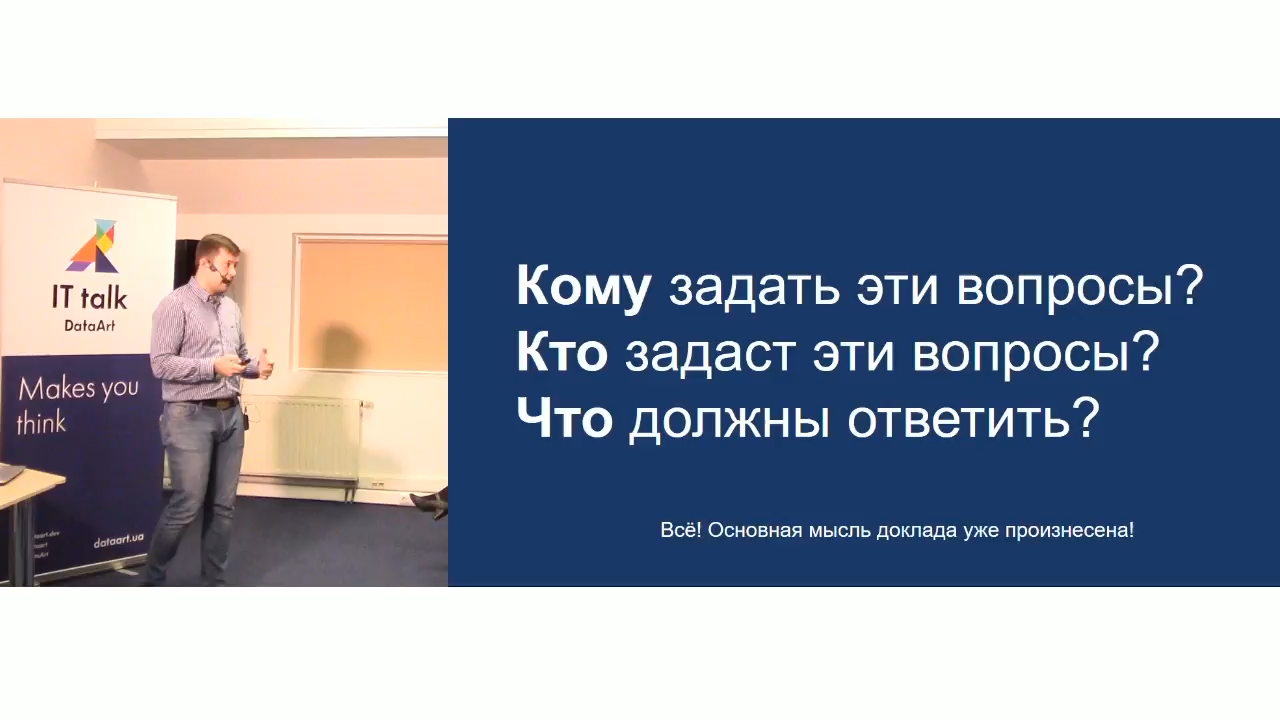 IT talk
DataArt
Makes you
think
dataart.ua
Кому задать эти вопросы?
Кто задаст эти вопросы?
Что должны ответить?
Всё! Основная мысль доклада уже произнесена!